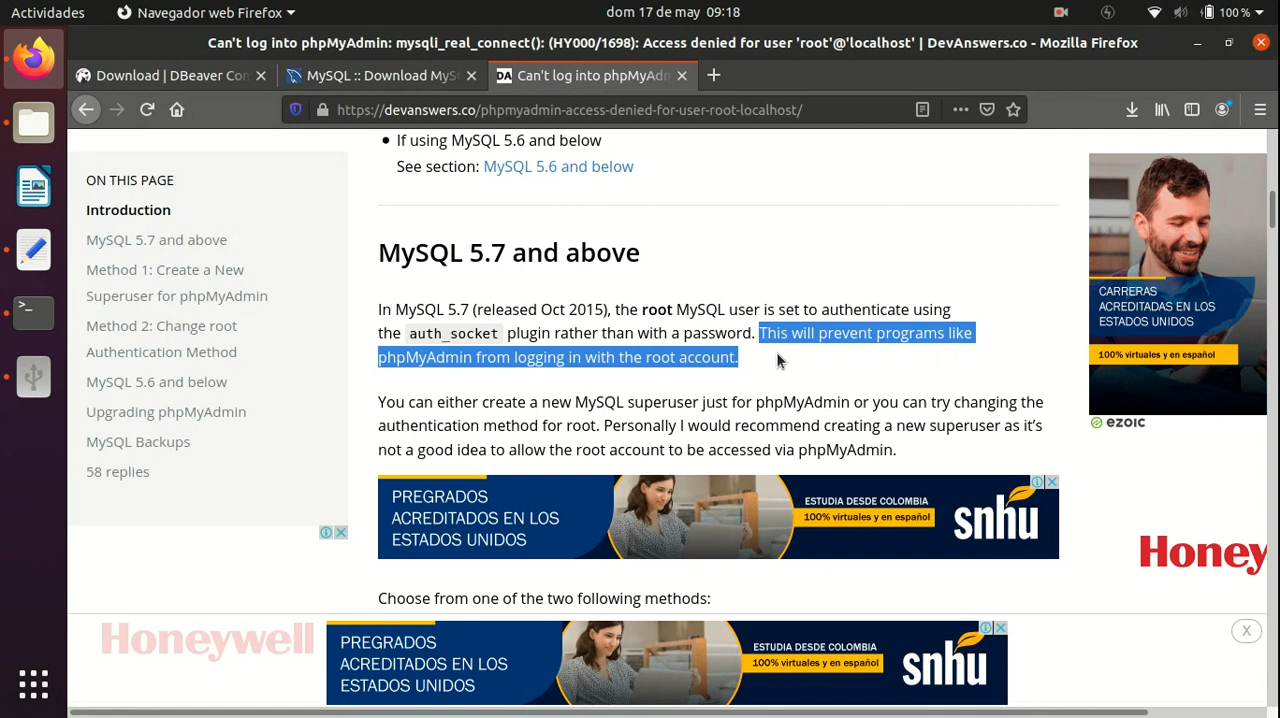 Actividades
Navegador web Firefox
dom 17 de may 09:18
100 %
Can't log into phpMyAdmin: mysqli_real_connect(): (HY000/1698): Access denied for user 'root'@'localhost' | DevAnswers.co - Mozilla Firefox
Download | DBeaver Con
MySQL :: Download MyS
DA Can't log into phpMyAdn
https://devanswers.co/phpmyadmin-access-denied-for-user-root-localhost/
ON THIS PAGE
Introduction
MySQL 5.7 and above
Method 1: Create a New
Superuser for phpMyAdmin
Method 2: Change root
Authentication Method
MySQL 5.6 and below
Upgrading phpMyAdmin
MySQL Backups
58 replies
If using MySQL 5.6 and below
See section: MySQL 5.6 and below
MySQL 5.7 and above
In MySQL 5.7 (released Oct 2015), the root MySQL user is set to authenticate using
the auth_socket plugin rather than with a password. This will prevent programs like
phpMyAdmin from logging in with the root account.
You can either create a new MySQL superuser just for phpMyAdmin or you can try changing the
authentication method for root. Personally I would recommend creating a new superuser as it's
not a good idea to allow the root account to be accessed via phpMyAdmin.
PREGRADOS
ACREDITADOS EN LOS
ESTADOS UNIDOS
ESTUDIA DESDE COLOMBIA
100% virtuales y en español
snhu
Choose from one of the two following methods:
CARRERAS
ACREDITADAS EN LOS
ESTADOS UNIDOS
100% virtuales y en español
ezoic
Honey
Honeywell
PREGRADOS
ACREDITADOS EN LOS
ESTADOS UNIDOS
ESTUDIA DESDE COLOMBIA
100% virtuales y en español
snhu
X